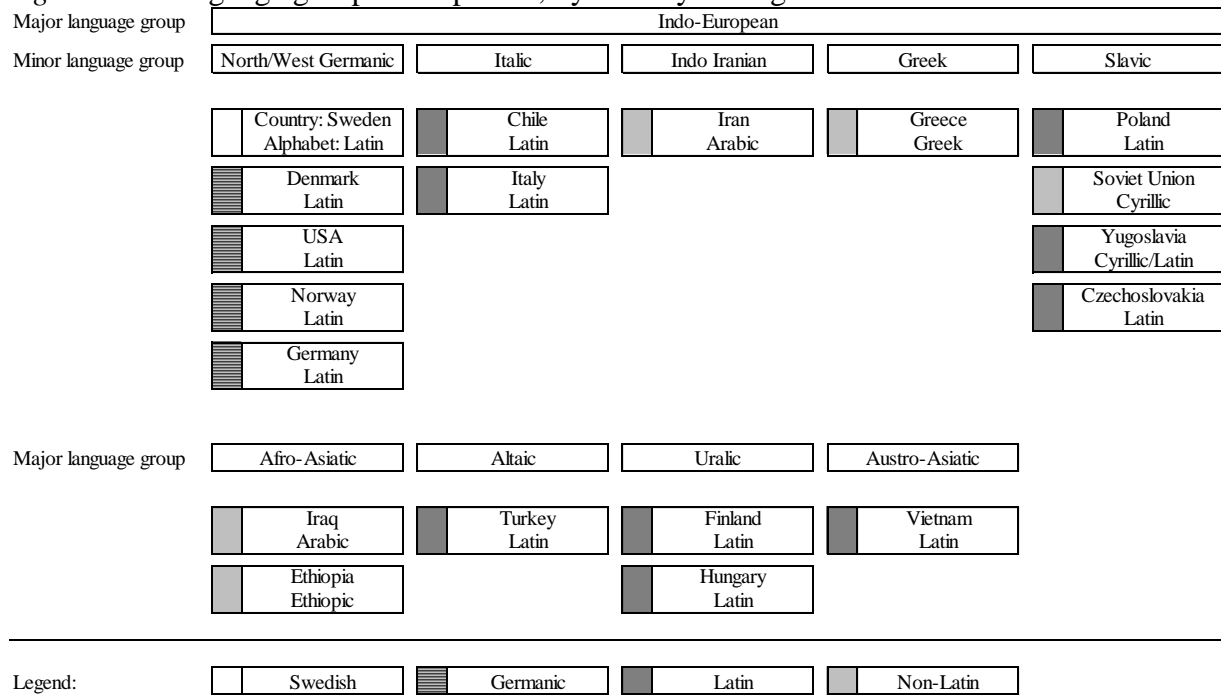 Major language group
Indo-European
Minor language group
North/West Germanic
Italic
Indo Iranian
Greek
Slavic
Country: Sweden
Alphabet: Latin
Chile
Latin
Iran
Arabic
Greece
Greek
Poland
Latin
Denmark
Latin
Italy
Latin
Soviet Union
Cyrillic
USA
Latin
Yugoslavia
Cyrillic/Latin
Norway
Latin
Czechoslovakia
Latin
Germany
Latin
Major language group
Afro-Asiatic
Altaic
Uralic
Austro-Asiatic
Iraq
Arabic
Turkey
Latin
Finland
Latin
Vietnam
Latin
Ethiopia
Ethiopic
Hungary
Latin
Legend:
Swedish
Germanic
Latin
Non-Latin